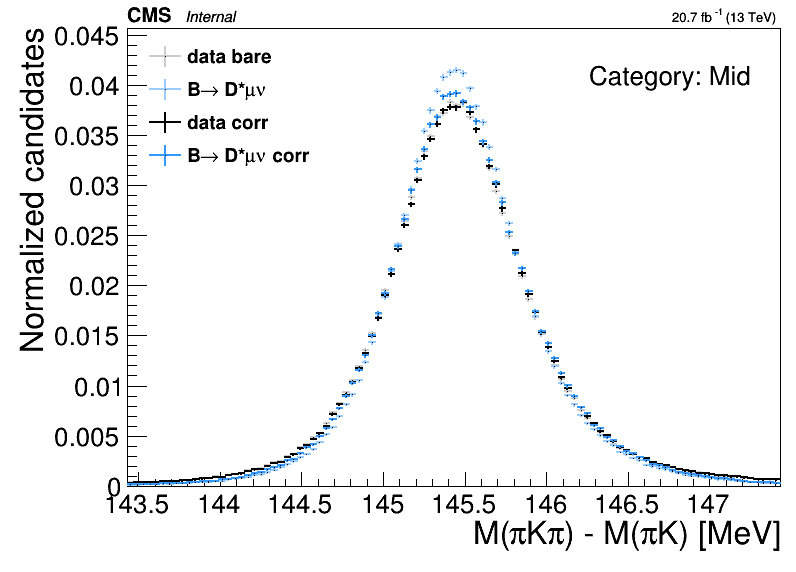 CMS Internal 20.7 fb⁻¹ (13 TeV)
Normalized candidates
0.045
0.04
0.035
0.03
0.025
0.02
0.015
0.01
0.005
0
data bare
B→ D*μν
data corr
B→ D*μν corr
Category: Mid
143.5 144 144.5 145 145.5 146 146.5 147
M(πKπ) - M(πK) [MeV]